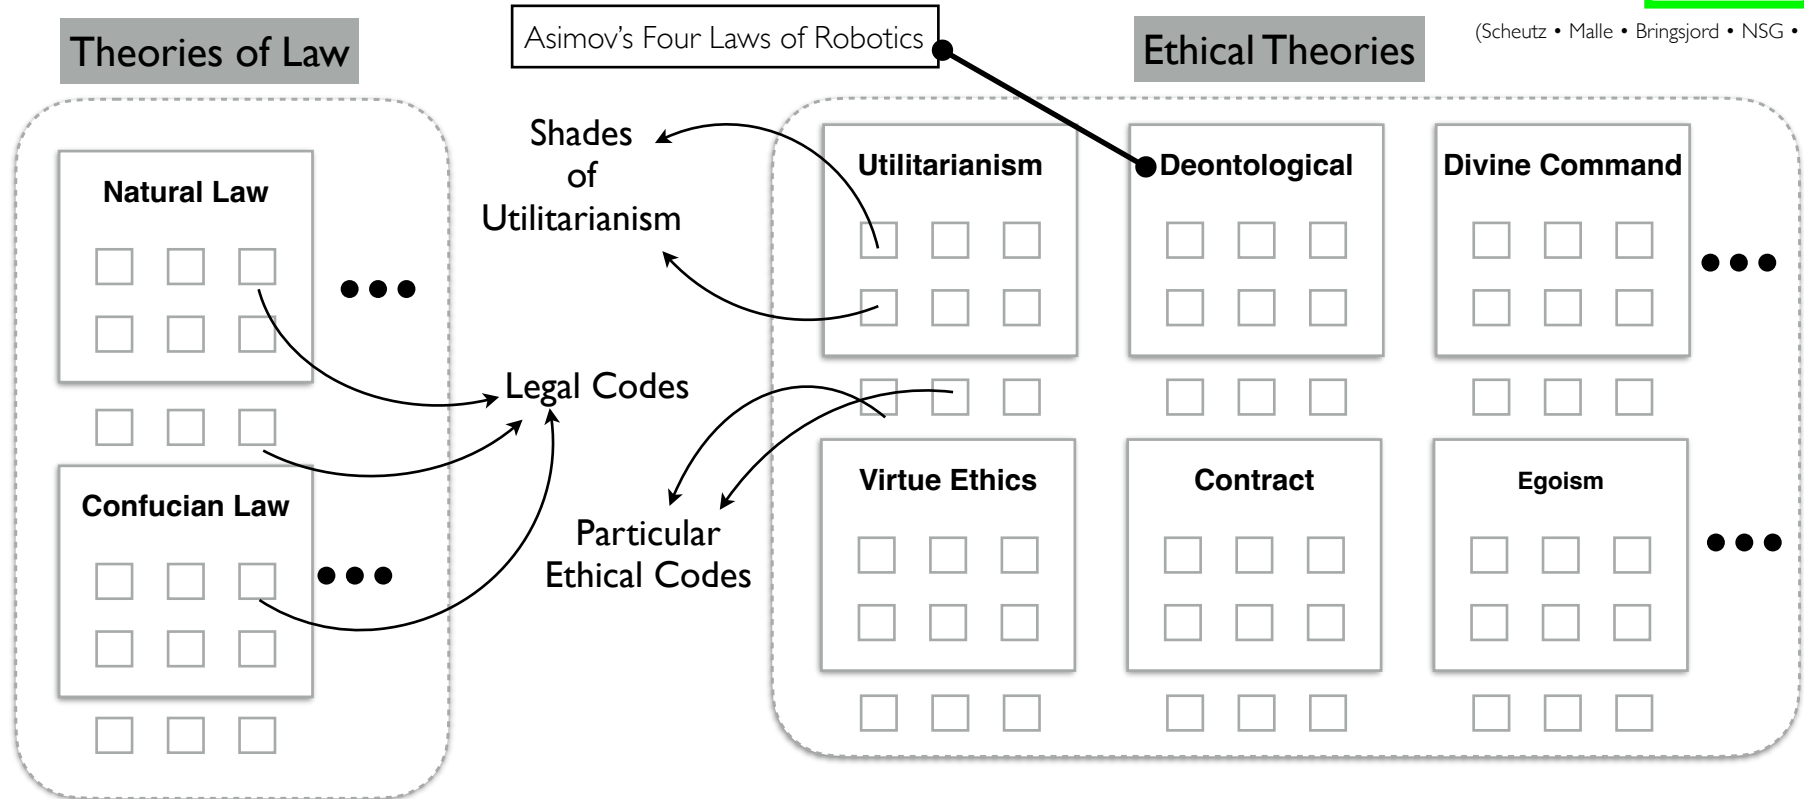 Theories of Law
Asimov's Four Laws of Robotics
Ethical Theories
(Scheutz • Malle • Bringsjord • NSG •
Natural Law
Confucian Law
Shades
of
Utilitarianism
Legal Codes
Particular
Ethical Codes
Utilitarianism
Deontological
Divine Command
Virtue Ethics
Contract
Egoism